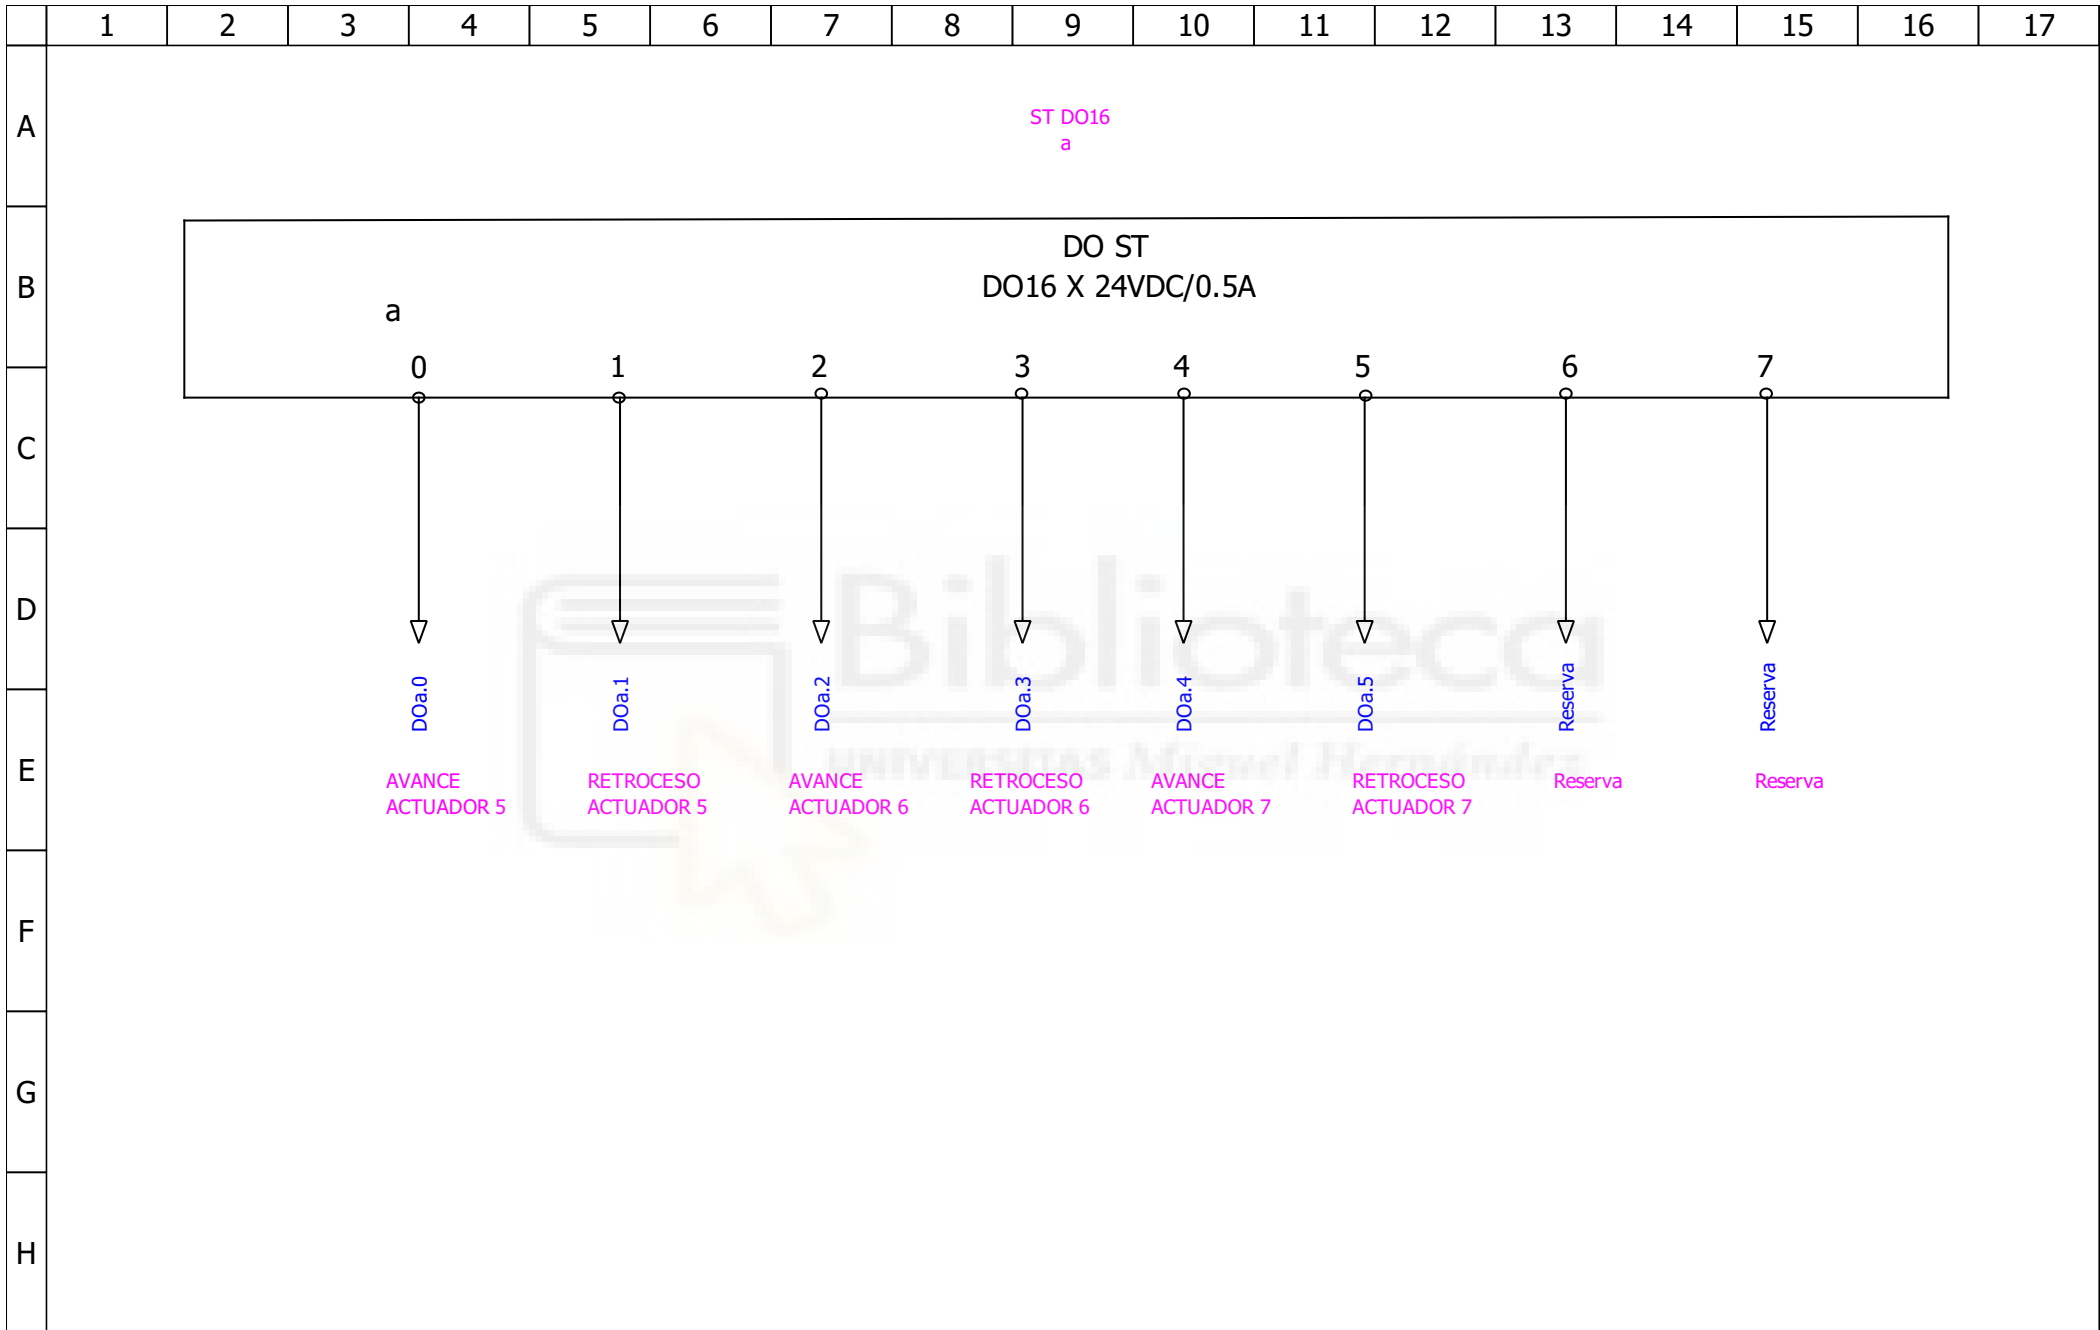 1 2 3 4 5 6 7 8 9 10 11 12 13 14 15 16 17
A
ST DO16
a
B
DO ST
DO16 X 24VDC/0.5A
a
0 1 2 3 4 5 6 7
C
D
Biblioteca
DOa.0 DOa.1 DOa.2 DOa.3 DOa.4 DOa.5 Reserva Reserva
UNIVERSITAS Miguel Hernández
E
AVANCE RETROCESO AVANCE RETROCESO AVANCE RETROCESO Reserva Reserva
ACTUADOR 5 ACTUADOR 5 ACTUADOR 6 ACTUADOR 6 ACTUADOR 7 ACTUADOR 7
F
G
H